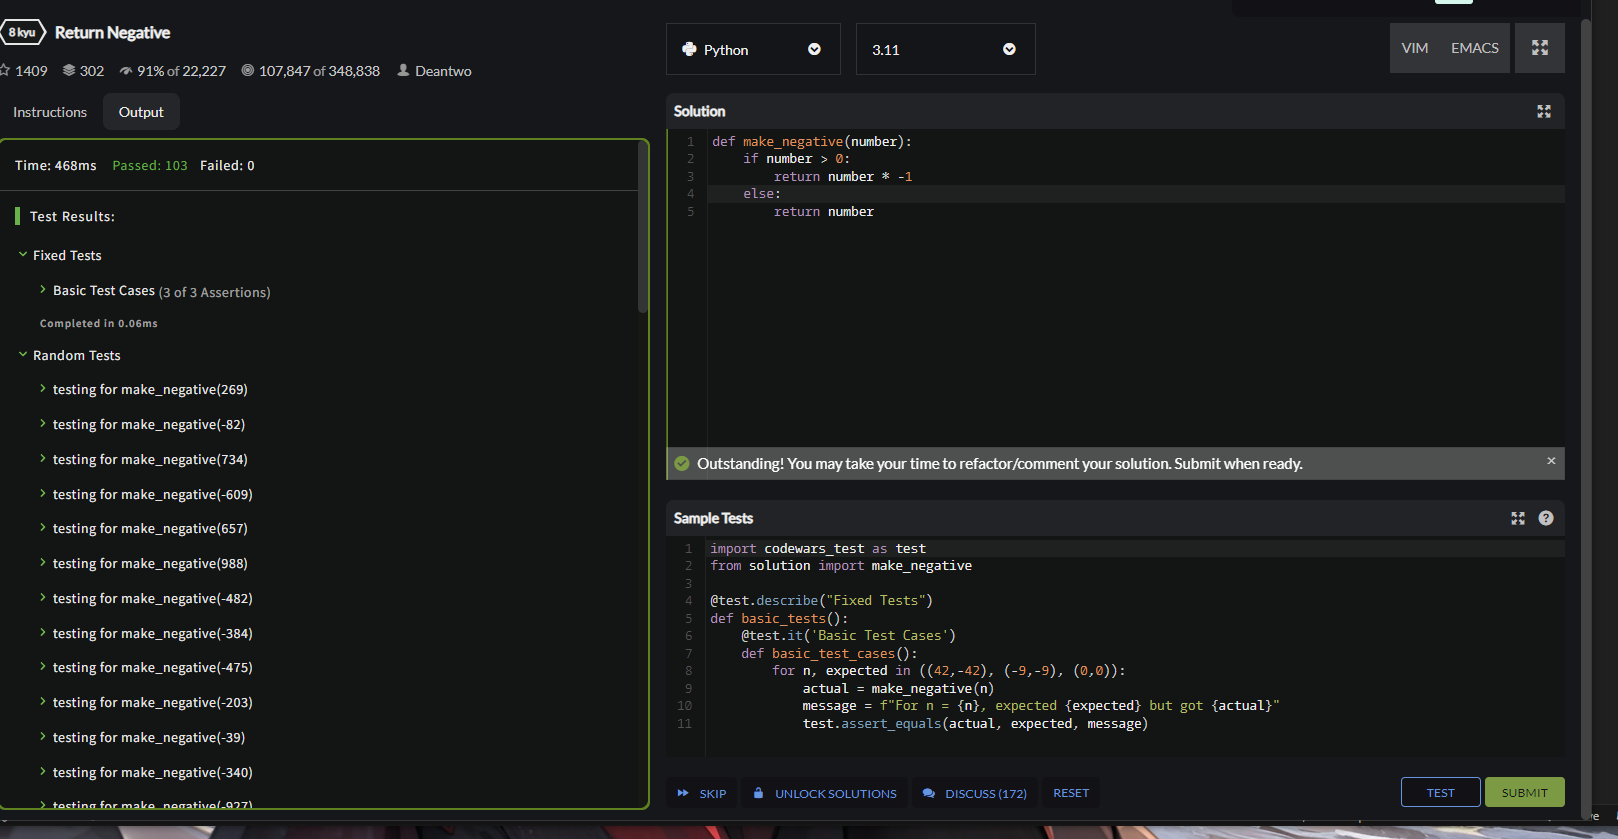 8 kyu Return Negative
1409 302 91% of 22,227 107,847 of 348,838 Deantwo
Instructions Output
Time: 468ms Passed: 103 Failed: 0
Test Results:
Fixed Tests
Basic Test Cases (3 of 3 Assertions)
Completed in 0.06ms
Random Tests
testing for make_negative(269)
testing for make_negative(-82)
testing for make_negative(734)
testing for make_negative(-609)
testing for make_negative(657)
testing for make_negative(988)
testing for make_negative(-482)
testing for make_negative(-384)
testing for make_negative(-475)
testing for make_negative(-203)
testing for make_negative(-39)
testing for make_negative(-340)
testing for make_negative(-927)
Python 3.11 VIM EMACS
Solution
1 def make_negative(number):
2 if number > 0:
3 return number * -1
4 else:
5 return number
Outstanding! You may take your time to refactor/comment your solution. Submit when ready.
Sample Tests
1 import codewars_test as test
2 from solution import make_negative
3
4 @test.describe("Fixed Tests")
5 def basic_tests():
6 @test.it('Basic Test Cases')
7 def basic_test_cases():
8 for n, expected in ((42,-42), (-9,-9), (0,0)):
9 actual = make_negative(n)
10 message = f"For n = {n}, expected {expected} but got {actual}"
11 test.assert_equals(actual, expected, message)
SKIP UNLOCK SOLUTIONS DISCUSS (172) RESET TEST SUBMIT